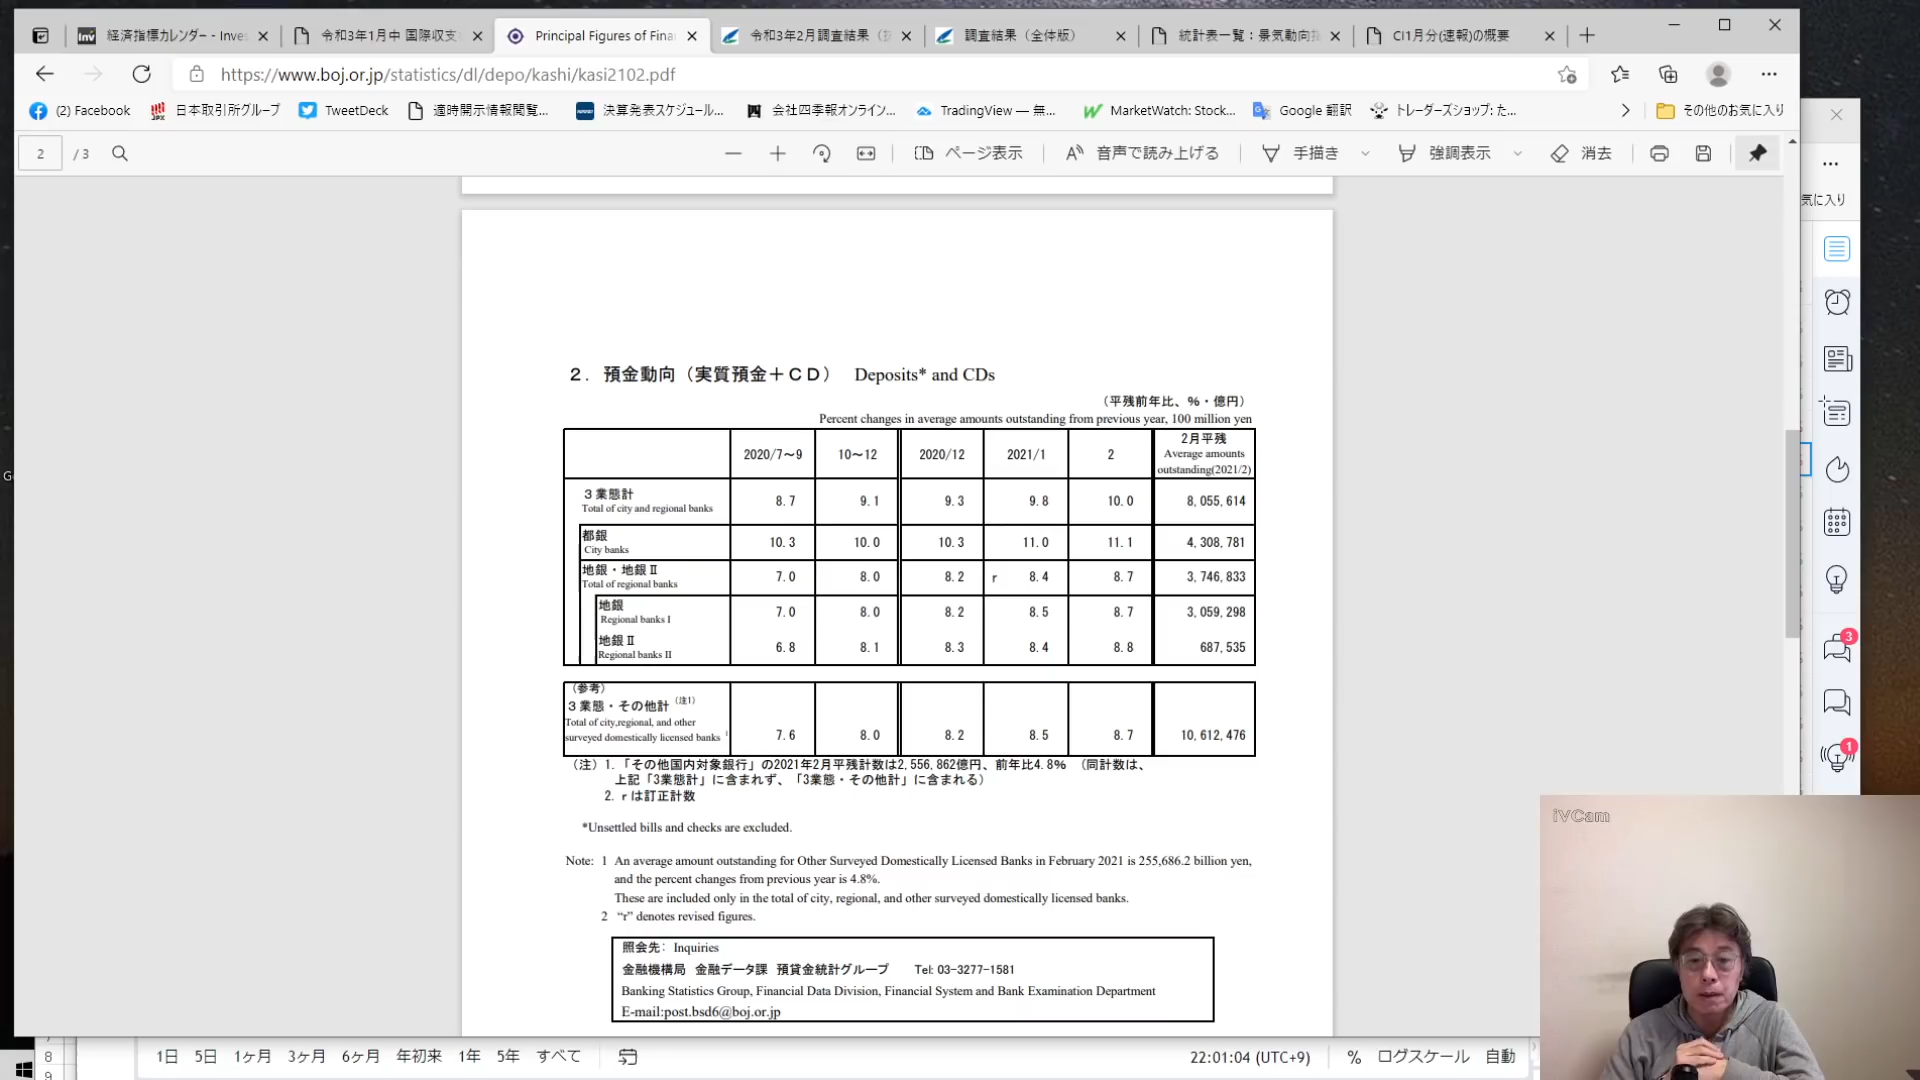 経済指標カレンダー - Inves
令和3年1月中 国際収支
Principal Figures of Fina
令和3年2月調査結果（抜
調査結果（全体版）
統計表一覧：景気動向指
CI1月分(速報)の概要
https://www.boj.or.jp/statistics/dl/depo/kashi/kasi2102.pdf
(2) Facebook
日本取引所グループ
TweetDeck
適時開示情報閲覧...
決算発表スケジュール...
会社四季報オンライン...
TradingView — 無...
MarketWatch: Stock...
Google 翻訳
トレーダーズショップ: た...
その他のお気に入り
2 / 3
ページ表示
音声で読み上げる
手描き
強調表示
消去
気に入り
２．預金動向（実質預金＋ＣＤ） Deposits* and CDs
（平残前年比、％・億円）
Percent changes in average amounts outstanding from previous year, 100 million yen
2020/7～9 10～12 2020/12 2021/1 2 2月平残
Average amounts
outstanding(2021/2)
３業態計 8.7 9.1 9.3 9.8 10.0 8,055,614
Total of city and regional banks
都銀 10.3 10.0 10.3 11.0 11.1 4,308,781
City banks
地銀・地銀Ⅱ 7.0 8.0 8.2 r 8.4 8.7 3,746,833
Total of regional banks
地銀 7.0 8.0 8.2 8.5 8.7 3,059,298
Regional banks I
地銀Ⅱ 6.8 8.1 8.3 8.4 8.8 687,535
Regional banks II
（参考）
３業態・その他計（注1）
Total of city,regional, and other
surveyed domestically licensed banks 1 7.6 8.0 8.2 8.5 8.7 10,612,476
（注）1. 「その他国内対象銀行」の2021年2月平残計数は2,556,862億円、前年比4.8％ （同計数は、
上記「3業態計」に含まれず、「3業態・その他計」に含まれる）
2. rは訂正計数
*Unsettled bills and checks are excluded.
Note: 1 An average amount outstanding for Other Surveyed Domestically Licensed Banks in February 2021 is 255,686.2 billion yen,
and the percent changes from previous year is 4.8%.
These are included only in the total of city, regional, and other surveyed domestically licensed banks.
2 “r” denotes revised figures.
照会先: Inquiries
金融機構局 金融データ課 預貸金統計グループ Tel: 03-3277-1581
Banking Statistics Group, Financial Data Division, Financial System and Bank Examination Department
E-mail:post.bsd6@boj.or.jp
3
1
iVCam
8
9
1日 5日 1ヶ月 3ヶ月 6ヶ月 年初来 1年 5年 すべて
22:01:04 (UTC+9) % ログスケール 自動